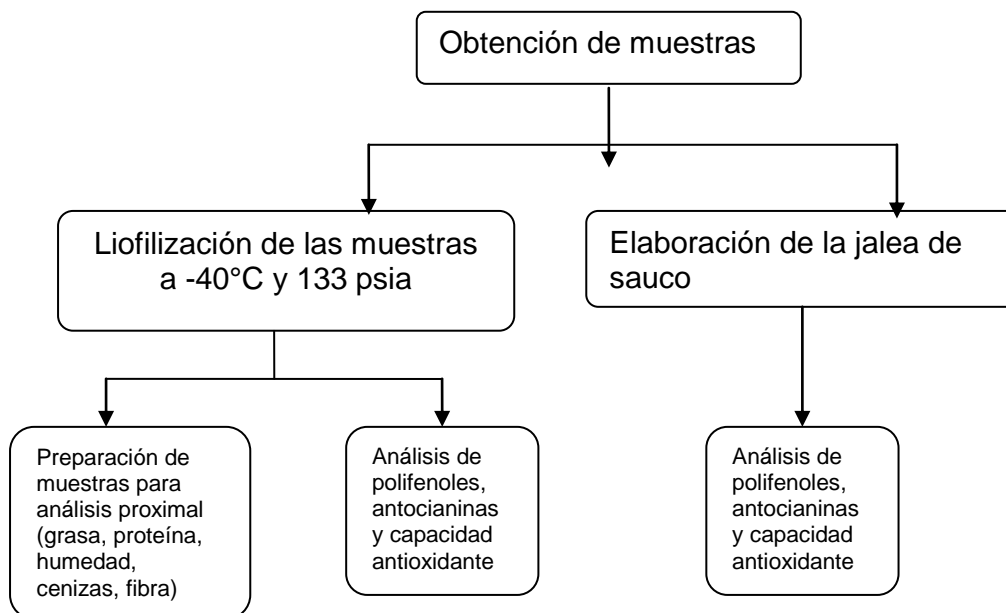 Obtención de muestras
Liofilización de las muestras
a -40°C y 133 psia
Elaboración de la jalea de
sauco
Preparación de
muestras para
análisis proximal
(grasa, proteína,
humedad,
cenizas, fibra)
Análisis de
polifenoles,
antocianinas
y capacidad
antioxidante
Análisis de
polifenoles,
antocianinas
y capacidad
antioxidante